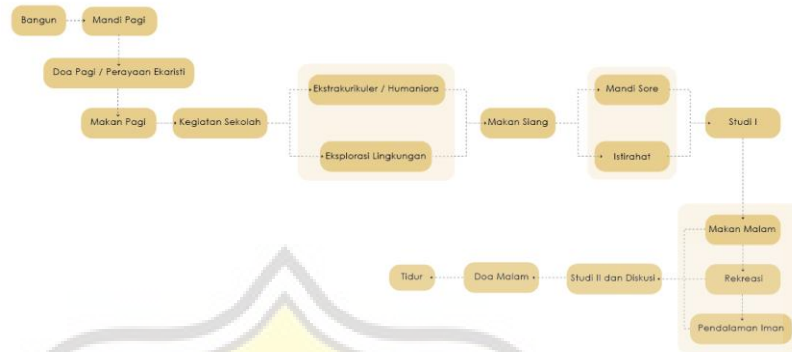 Bangun
Mandi Pagi
Doa Pagi / Perayaan Ekaristi
Makan Pagi
Kegiatan Sekolah
Ekstrakurikuler / Humaniora
Eksplorasi Lingkungan
Makan Siang
Mandi Sore
Istirahat
Studi I
Makan Malam
Rekreasi
Pendalaman Iman
Studi II dan Diskusi
Doa Malam
Tidur